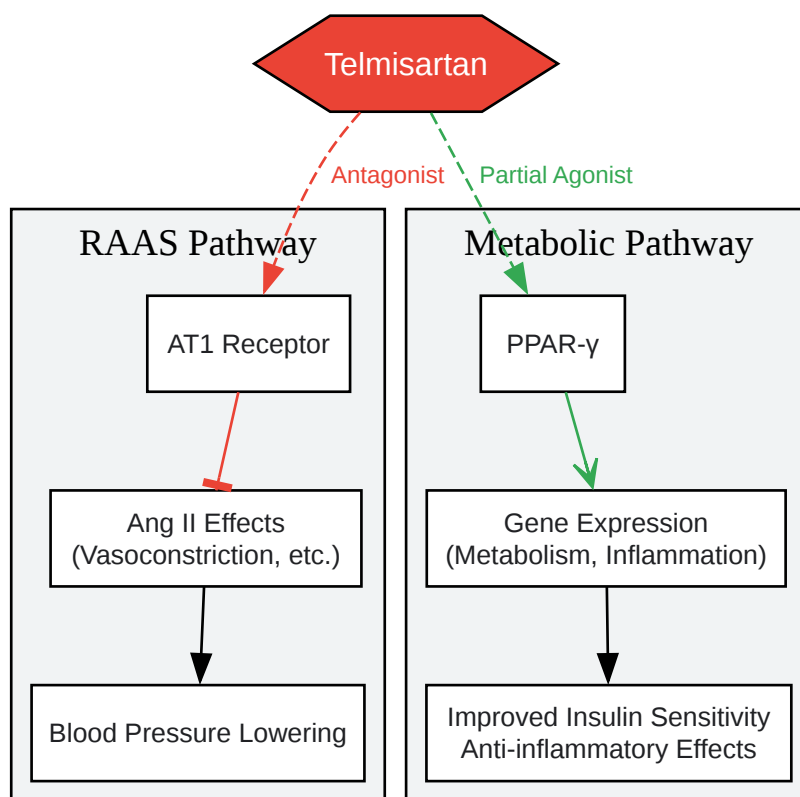 Telmisartan
Antagonist
Partial Agonist
RAAS Pathway
AT1 Receptor
Ang II Effects
(Vasoconstriction, etc.)
Blood Pressure Lowering
Metabolic Pathway
PPAR-γ
Gene Expression
(Metabolism, Inflammation)
Improved Insulin Sensitivity
Anti-inflammatory Effects